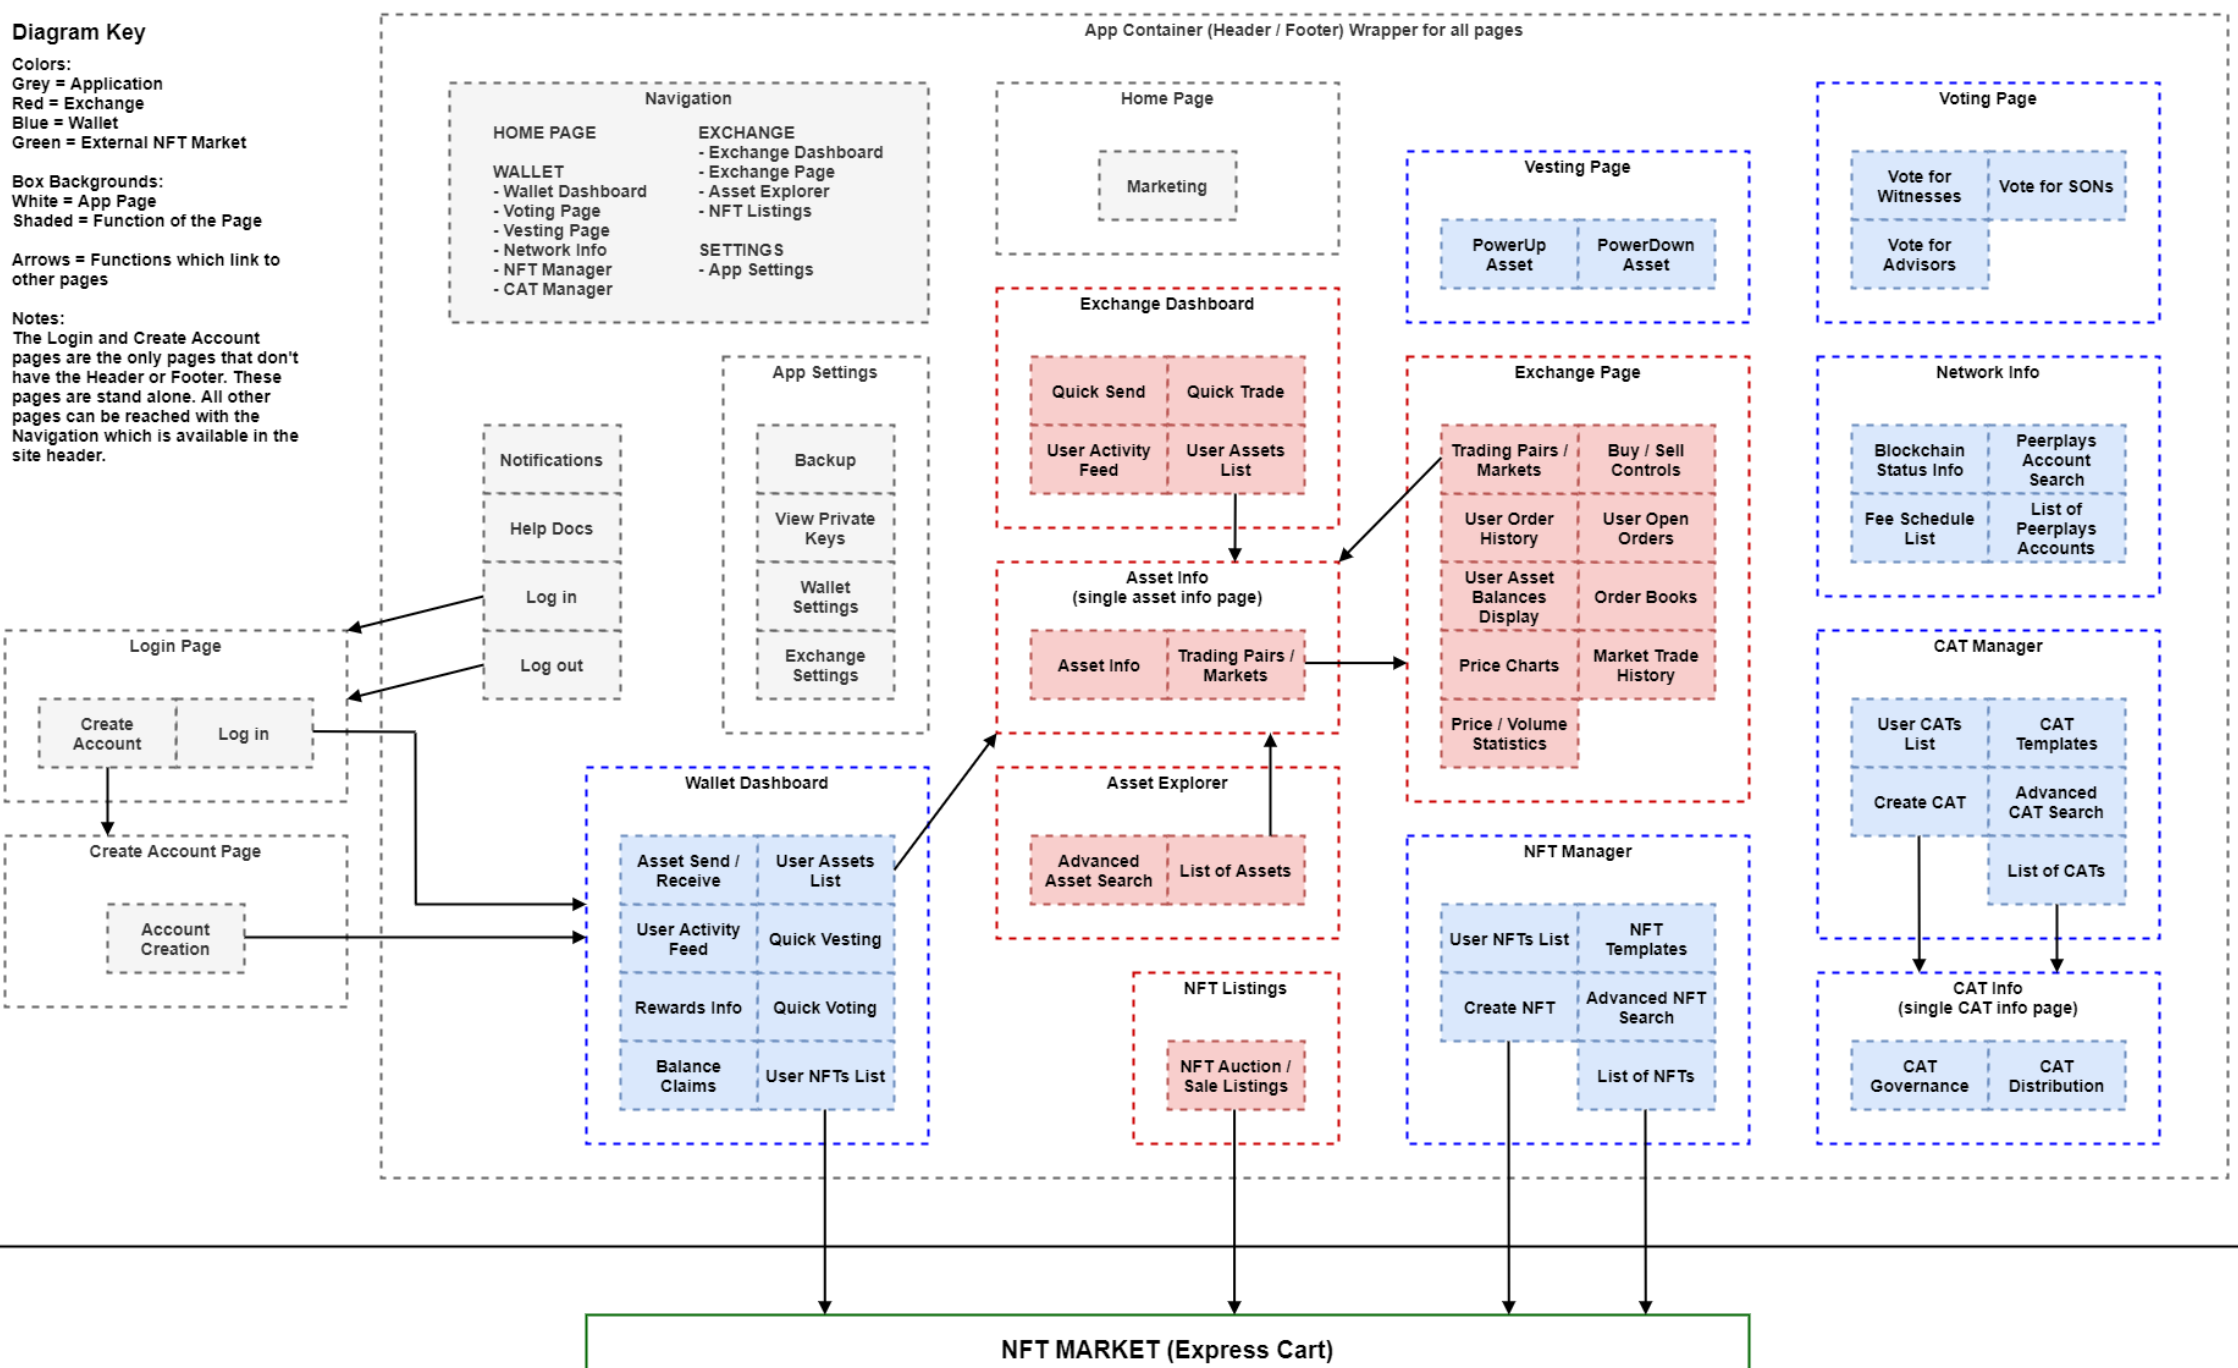 Diagram Key
Colors:
Grey = Application
Red = Exchange
Blue = Wallet
Green = External NFT Market
Box Backgrounds:
White = App Page
Shaded = Function of the Page
Arrows = Functions which link to
other pages
Notes:
The Login and Create Account
pages are the only pages that don't
have the Header or Footer. These
pages are stand alone. All other
pages can be reached with the
Navigation which is available in the
site header.
App Container (Header / Footer) Wrapper for all pages
Navigation
HOME PAGE
WALLET
- Wallet Dashboard
- Voting Page
- Vesting Page
- Network Info
- NFT Manager
- CAT Manager
EXCHANGE
- Exchange Dashboard
- Exchange Page
- Asset Explorer
- NFT Listings
SETTINGS
- App Settings
Home Page
Marketing
Vesting Page
PowerUp
Asset
PowerDown
Asset
Voting Page
Vote for
Witnesses
Vote for SONs
Vote for
Advisors
Exchange Dashboard
Quick Send
Quick Trade
User Activity
Feed
User Assets
List
App Settings
Backup
View Private
Keys
Wallet
Settings
Exchange
Settings
Notifications
Help Docs
Log in
Log out
Exchange Page
Trading Pairs /
Markets
Buy / Sell
Controls
User Order
History
User Open
Orders
User Asset
Balances
Display
Order Books
Price Charts
Market Trade
History
Price / Volume
Statistics
Network Info
Blockchain
Status Info
Peerplays
Account
Search
Fee Schedule
List
List of
Peerplays
Accounts
Asset Info
(single asset info page)
Asset Info
Trading Pairs /
Markets
Login Page
Create
Account
Log in
Create Account Page
Account
Creation
Wallet Dashboard
Asset Send /
Receive
User Assets
List
User Activity
Feed
Quick Vesting
Rewards Info
Quick Voting
Balance
Claims
User NFTs List
Asset Explorer
Advanced
Asset Search
List of Assets
NFT Listings
NFT Auction /
Sale Listings
NFT Manager
User NFTs List
NFT
Templates
Create NFT
Advanced NFT
Search
List of NFTs
CAT Manager
User CATs
List
CAT
Templates
Create CAT
Advanced
CAT Search
List of CATs
CAT Info
(single CAT info page)
CAT
Governance
CAT
Distribution
NFT MARKET (Express Cart)